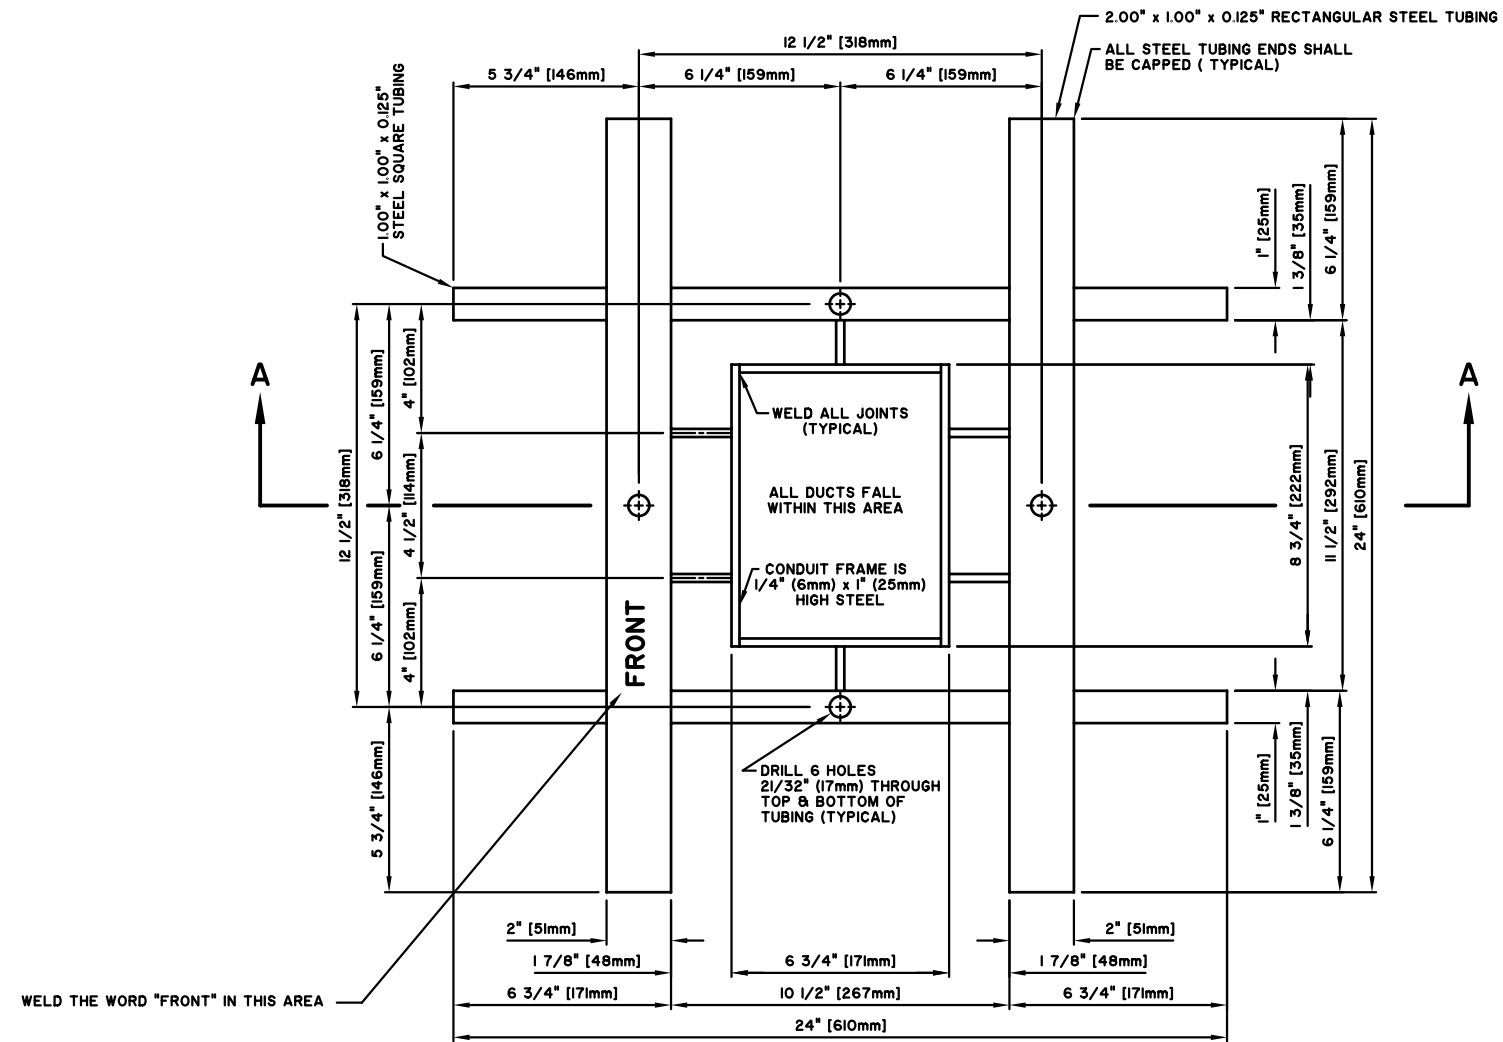 2.00" x 1.00" x 0.125" RECTANGULAR STEEL TUBING
12 1/2" [318mm]
ALL STEEL TUBING ENDS SHALL
BE CAPPED ( TYPICAL)
5 3/4" [146mm]
6 1/4" [159mm]
6 1/4" [159mm]
1.00" x 1.00" x 0.125"
STEEL SQUARE TUBING
1" [25mm]
1 3/8" [35mm]
6 1/4" [159mm]
A
A
12 1/2" [318mm]
6 1/4" [159mm]
4" [102mm]
WELD ALL JOINTS
(TYPICAL)
4 1/2" [114mm]
ALL DUCTS FALL
WITHIN THIS AREA
8 3/4" [222mm]
11 1/2" [292mm]
24" [610mm]
6 1/4" [159mm]
4" [102mm]
CONDUIT FRAME IS
1/4" (6mm) x 1" (25mm)
HIGH STEEL
FRONT
5 3/4" [146mm]
DRILL 6 HOLES
21/32" (17mm) THROUGH
TOP & BOTTOM OF
TUBING (TYPICAL)
1" [25mm]
1 3/8" [35mm]
6 1/4" [159mm]
2" [51mm]
2" [51mm]
1 7/8" [48mm]
6 3/4" [171mm]
1 7/8" [48mm]
WELD THE WORD "FRONT" IN THIS AREA
6 3/4" [171mm]
10 1/2" [267mm]
6 3/4" [171mm]
24" [610mm]